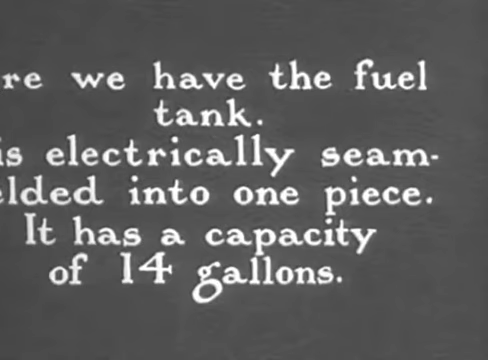 re we have the fuel
tank.
is electrically seam-
elded into one piece.
It has a capacity
of 14 gallons.